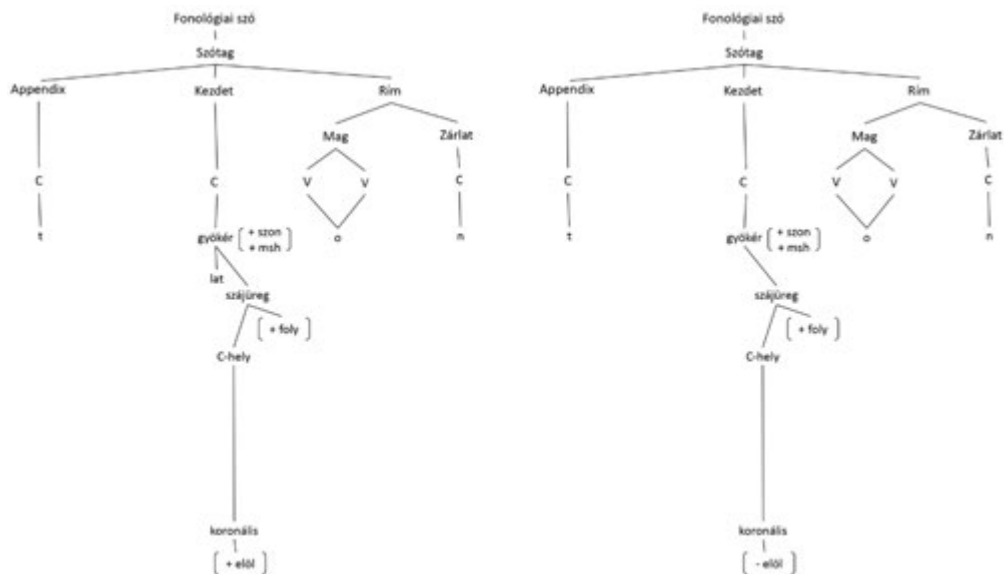 Fonológiai szó
Szótag
Appendix Kezdet Rím
Mag Zárlat
C C V V C
t gyökér + szon + msh o n
lat
szájüreg
+ foly
C-hely
koronális
+ elöl
Fonológiai szó
Szótag
Appendix Kezdet Rím
Mag Zárlat
C C V V C
t gyökér + szon + msh o n
szájüreg
+ foly
C-hely
koronális
- elöl